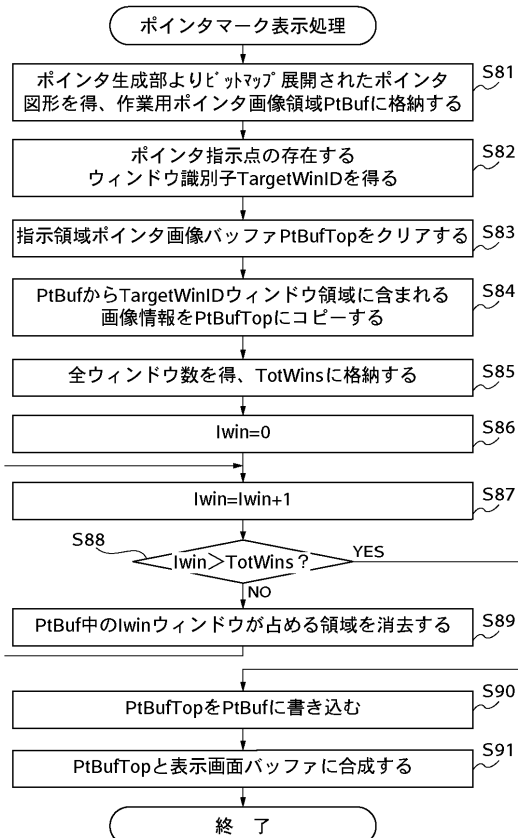 ポインタマーク表示処理
ポインタ生成部よりビットマップ展開されたポインタ
図形を得、作業用ポインタ画像領域PtBufに格納する
S81
ポインタ指示点の存在する
ウィンドウ識別子TargetWinIDを得る
S82
指示領域ポインタ画像バッファPtBufTopをクリアする
S83
PtBufからTargetWinIDウィンドウ領域に含まれる
画像情報をPtBufTopにコピーする
S84
全ウィンドウ数を得、TotWinsに格納する
S85
Iwin=0
S86
Iwin=Iwin+1
S87
S88
Iwin＞TotWins？
YES
NO
PtBuf中のIwinウィンドウが占める領域を消去する
S89
PtBufTopをPtBufに書き込む
S90
PtBufTopと表示画面バッファに合成する
S91
終 了